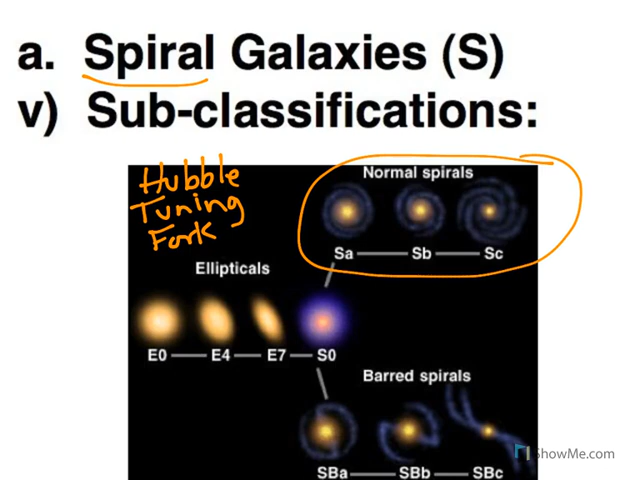 a. Spiral Galaxies (S)
v) Sub-classifications:
Hubble
Tuning
Fork
Normal spirals
Sa Sb Sc
Ellipticals
E0 E4 E7 S0
Barred spirals
SBa SBb SBc
ShowMe.com